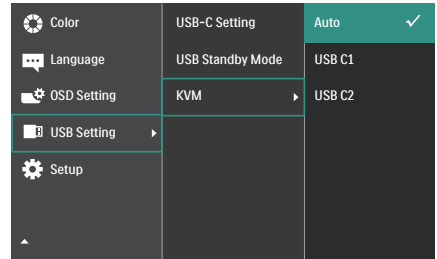 Color
Language
OSD Setting
USB Setting
Setup
USB-C Setting
USB Standby Mode
KVM
Auto
USB C1
USB C2